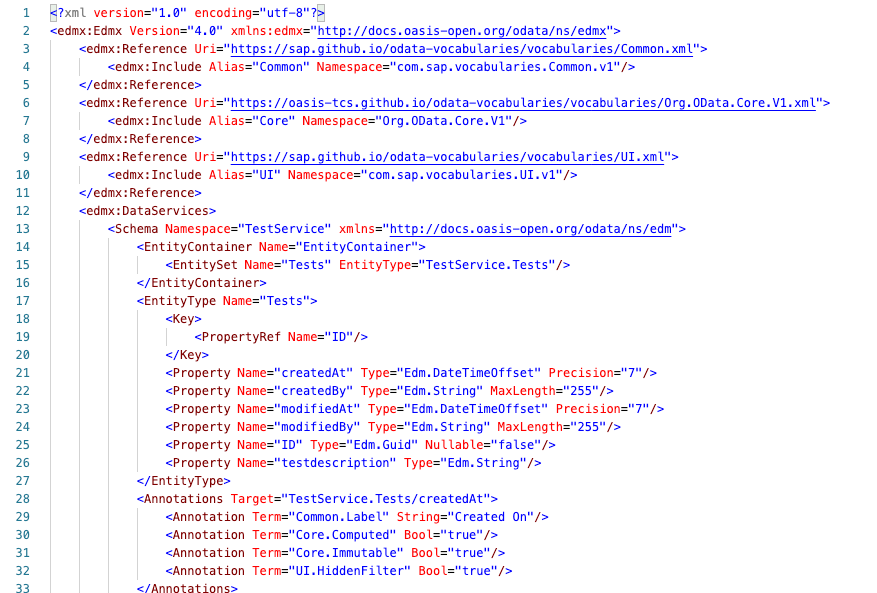 1 <?xml version="1.0" encoding="utf-8"?>
2 <edmx:Edmx Version="4.0" xmlns:edmx="http://docs.oasis-open.org/odata/ns/edmx">
3 <edmx:Reference Uri="https://sap.github.io/odata-vocabularies/vocabularies/Common.xml">
4 <edmx:Include Alias="Common" Namespace="com.sap.vocabularies.Common.v1"/>
5 </edmx:Reference>
6 <edmx:Reference Uri="https://oasis-tcs.github.io/odata-vocabularies/vocabularies/Org.OData.Core.V1.xml">
7 <edmx:Include Alias="Core" Namespace="Org.OData.Core.V1"/>
8 </edmx:Reference>
9 <edmx:Reference Uri="https://sap.github.io/odata-vocabularies/vocabularies/UI.xml">
10 <edmx:Include Alias="UI" Namespace="com.sap.vocabularies.UI.v1"/>
11 </edmx:Reference>
12 <edmx:DataServices>
13 <Schema Namespace="TestService" xmlns="http://docs.oasis-open.org/odata/ns/edm">
14 <EntityContainer Name="EntityContainer">
15 <EntitySet Name="Tests" EntityType="TestService.Tests"/>
16 </EntityContainer>
17 <EntityType Name="Tests">
18 <Key>
19 <PropertyRef Name="ID"/>
20 </Key>
21 <Property Name="createdAt" Type="Edm.DateTimeOffset" Precision="7"/>
22 <Property Name="createdBy" Type="Edm.String" MaxLength="255"/>
23 <Property Name="modifiedAt" Type="Edm.DateTimeOffset" Precision="7"/>
24 <Property Name="modifiedBy" Type="Edm.String" MaxLength="255"/>
25 <Property Name="ID" Type="Edm.Guid" Nullable="false"/>
26 <Property Name="testdescription" Type="Edm.String"/>
27 </EntityType>
28 <Annotations Target="TestService.Tests/createdAt">
29 <Annotation Term="Common.Label" String="Created On"/>
30 <Annotation Term="Core.Computed" Bool="true"/>
31 <Annotation Term="Core.Immutable" Bool="true"/>
32 <Annotation Term="UI.HiddenFilter" Bool="true"/>
33 </Annotations>